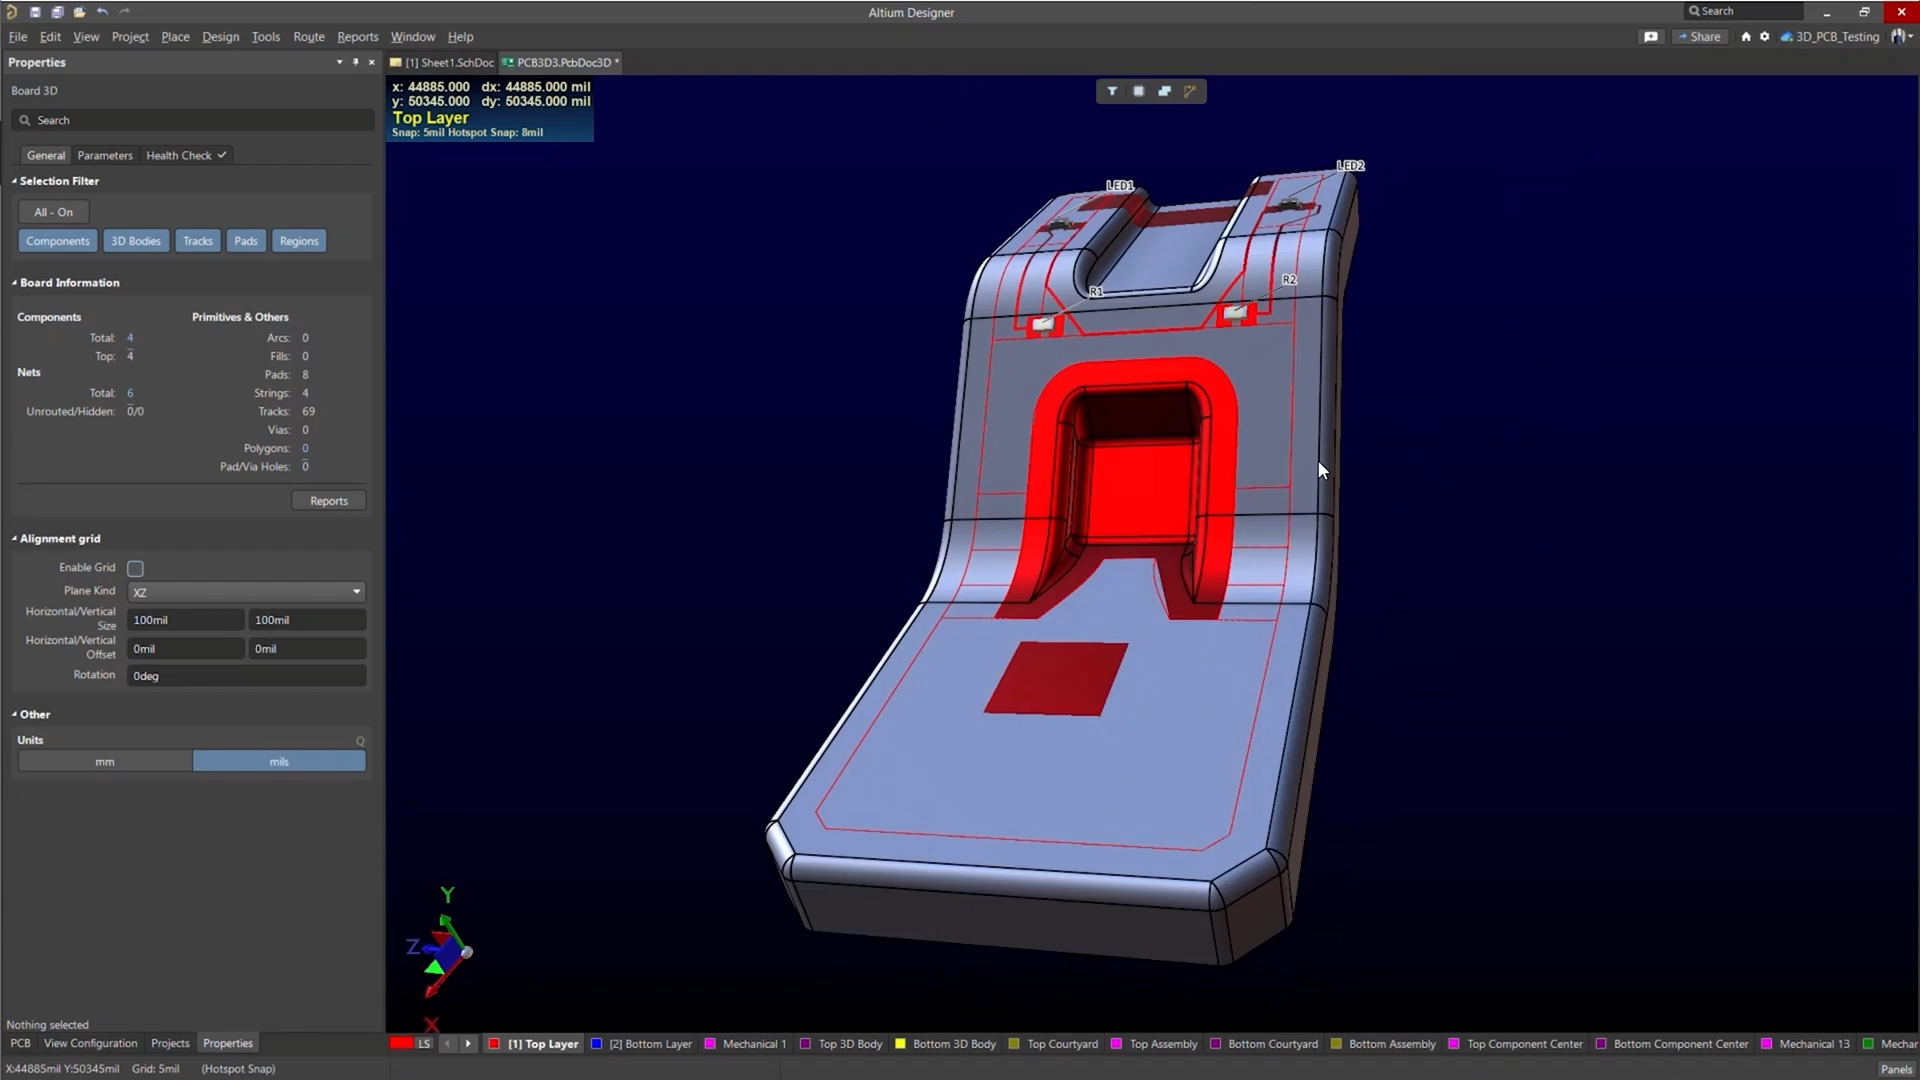 Altium Designer
Search
File Edit View Project Place Design Tools Route Reports Window Help
Share
3D_PCB_Testing
Properties
[1] Sheet1.SchDoc
PCB3D3.PcbDoc3D *
Board 3D
Search
General Parameters Health Check
Selection Filter
All - On
Components 3D Bodies Tracks Pads Regions
Board Information
Components
Total: 4
Top: 4
Nets
Total: 6
Unrouted/Hidden: 0/0
Primitives & Others
Arcs: 0
Fills: 0
Pads: 8
Strings: 4
Tracks: 69
Vias: 0
Polygons: 0
Pad/Via Holes: 0
Reports
Alignment grid
Enable Grid
Plane Kind XZ
Horizontal/Vertical Size 100mil 100mil
Horizontal/Vertical Offset 0mil 0mil
Rotation 0deg
Other
Units
mm mils
Nothing selected
PCB View Configuration Projects Properties
x: 44885.000 dx: 44885.000 mil
y: 50345.000 dy: 50345.000 mil
Top Layer
Snap: 5mil Hotspot Snap: 8mil
LED1
LED2
R1
R2
Y
Z
X
LS [1] Top Layer [2] Bottom Layer Mechanical 1 Top 3D Body Bottom 3D Body Top Courtyard Top Assembly Bottom Courtyard Bottom Assembly Top Component Center Bottom Component Center Mechanical 13 Mechar
X:44885mil Y:50345mil Grid: 5mil (Hotspot Snap)
Panels